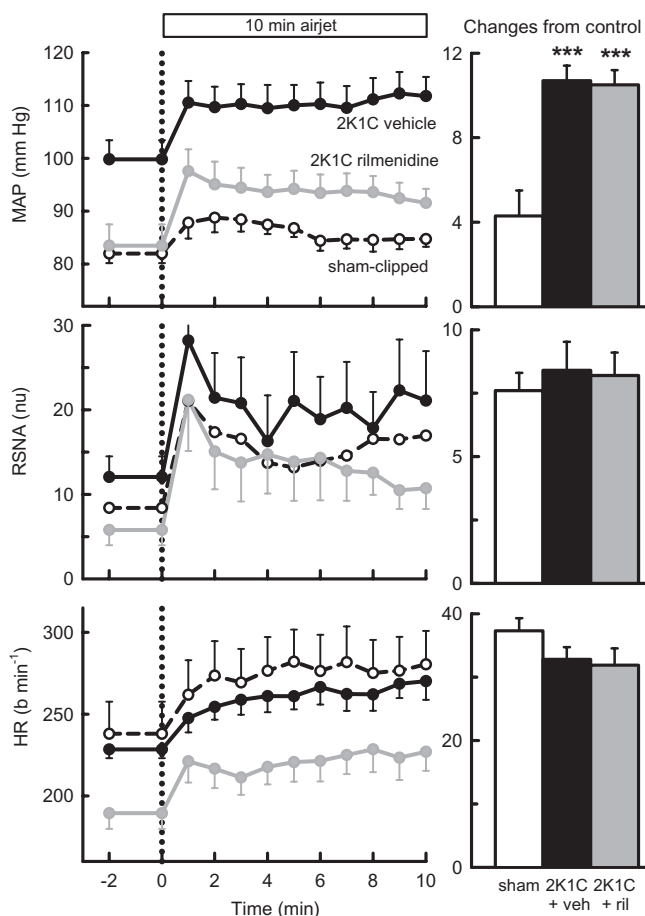 10 min airjet
Changes from control
MAP (mm Hg)
120
110
100
90
80
2K1C vehicle
2K1C rilmenidine
sham-clipped
12
8
4
0
*** ***
RSNA (nu)
30
20
10
0
10
5
0
HR (b min-1)
300
250
200
40
20
0
-2 0 2 4 6 8 10
Time (min)
sham 2K1C 2K1C
+ veh + ril